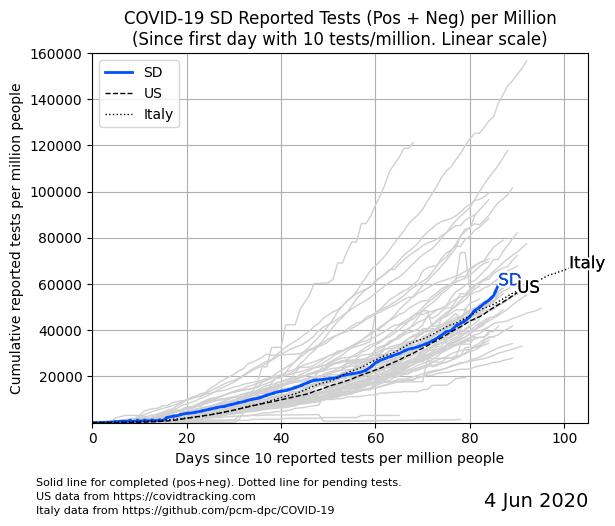 COVID-19 SD Reported Tests (Pos + Neg) per Million
(Since first day with 10 tests/million. Linear scale)
SD
US
Italy
160000
140000
120000
100000
80000
60000
40000
20000
Cumulative reported tests per million people
Italy
SD
US
0 20 40 60 80 100
Days since 10 reported tests per million people
Solid line for completed (pos+neg). Dotted line for pending tests.
US data from https://covidtracking.com
Italy data from https://github.com/pcm-dpc/COVID-19
4 Jun 2020